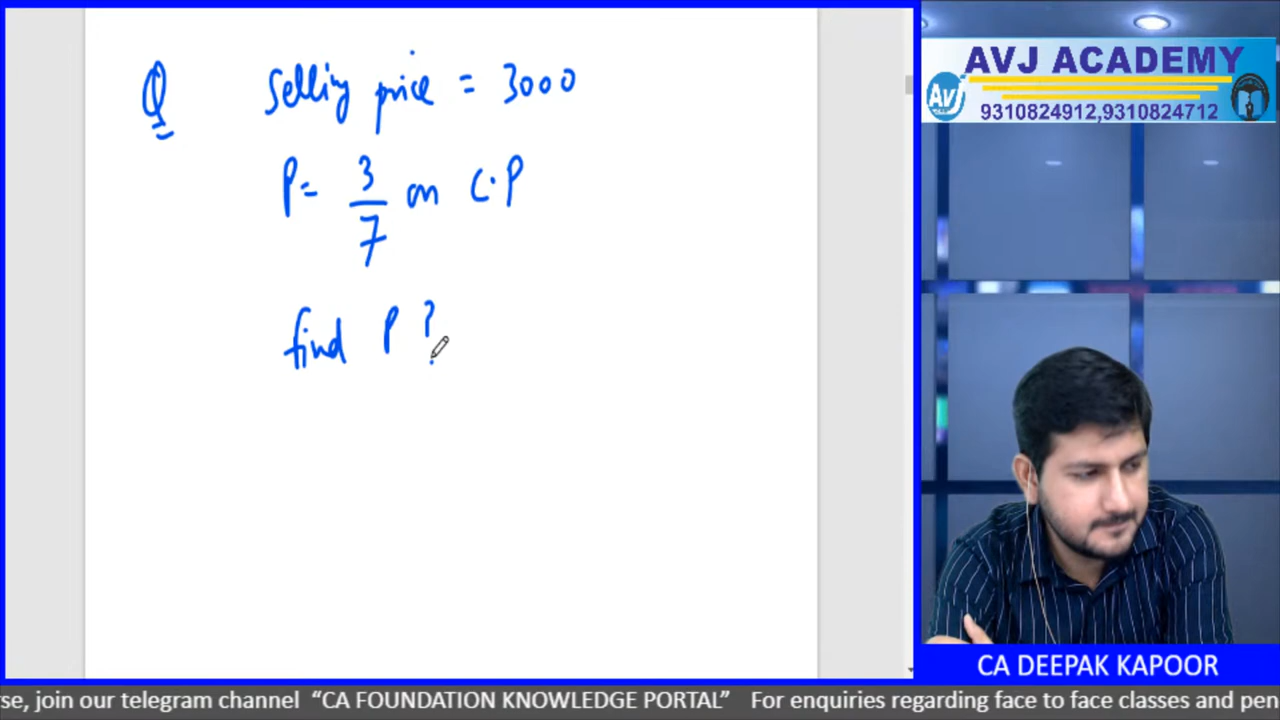 Q Selling price = 3000
P = 3/7 on C.P
find P ?
AVJ ACADEMY
AVJ
9310824912,9310824712
CA DEEPAK KAPOOR
se, join our telegram channel “CA FOUNDATION KNOWLEDGE PORTAL” For enquiries regarding face to face classes and pen